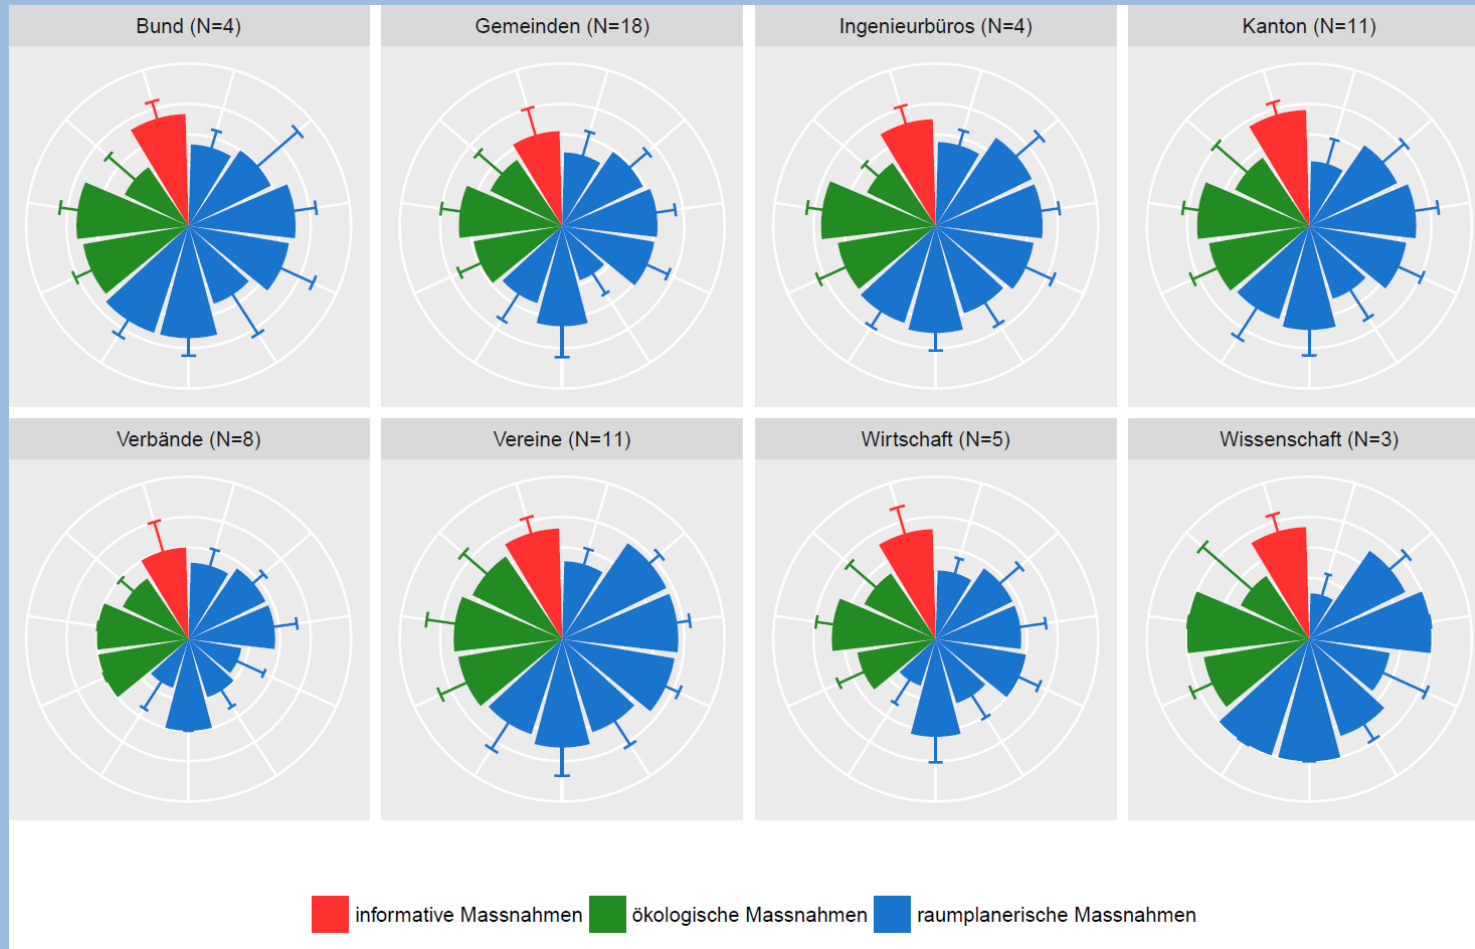 Bund (N=4)
Gemeinden (N=18)
Ingenieurbüros (N=4)
Kanton (N=11)
Verbände (N=8)
Vereine (N=11)
Wirtschaft (N=5)
Wissenschaft (N=3)
informative Massnahmen
ökologische Massnahmen
raumplanerische Massnahmen